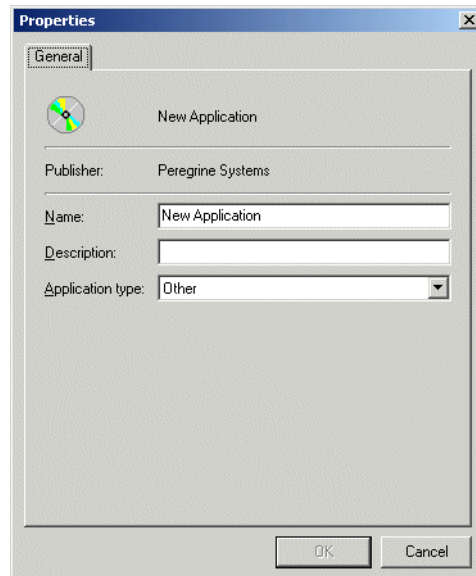 Properties
General
New Application
Publisher: Peregrine Systems
Name: New Application
Description:
Application type: Other
OK Cancel